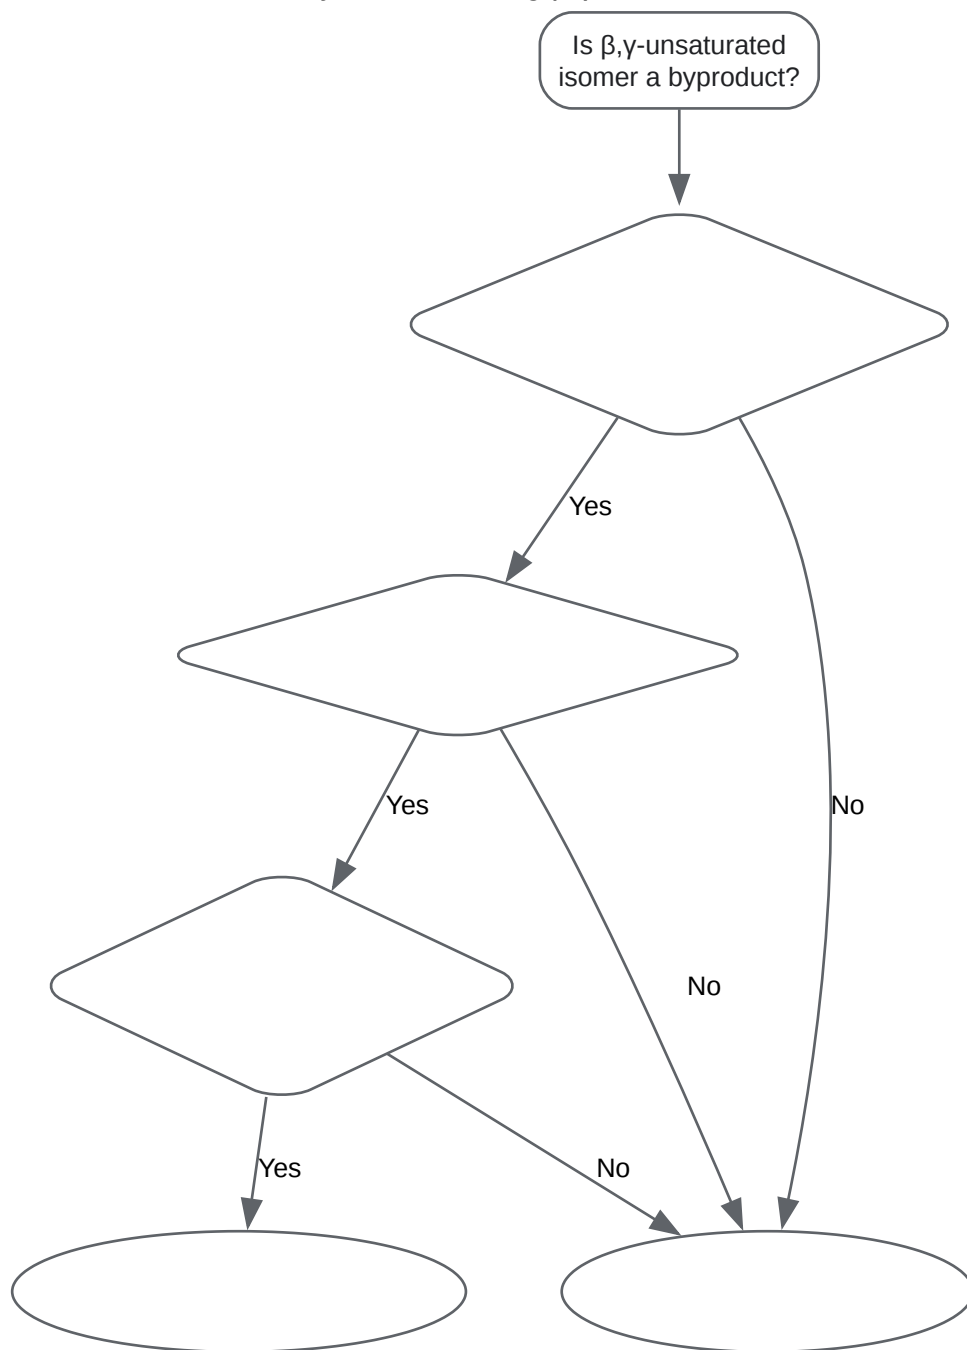 Is β,γ-unsaturated
isomer a byproduct?
Yes
Yes
No
No
Yes
No